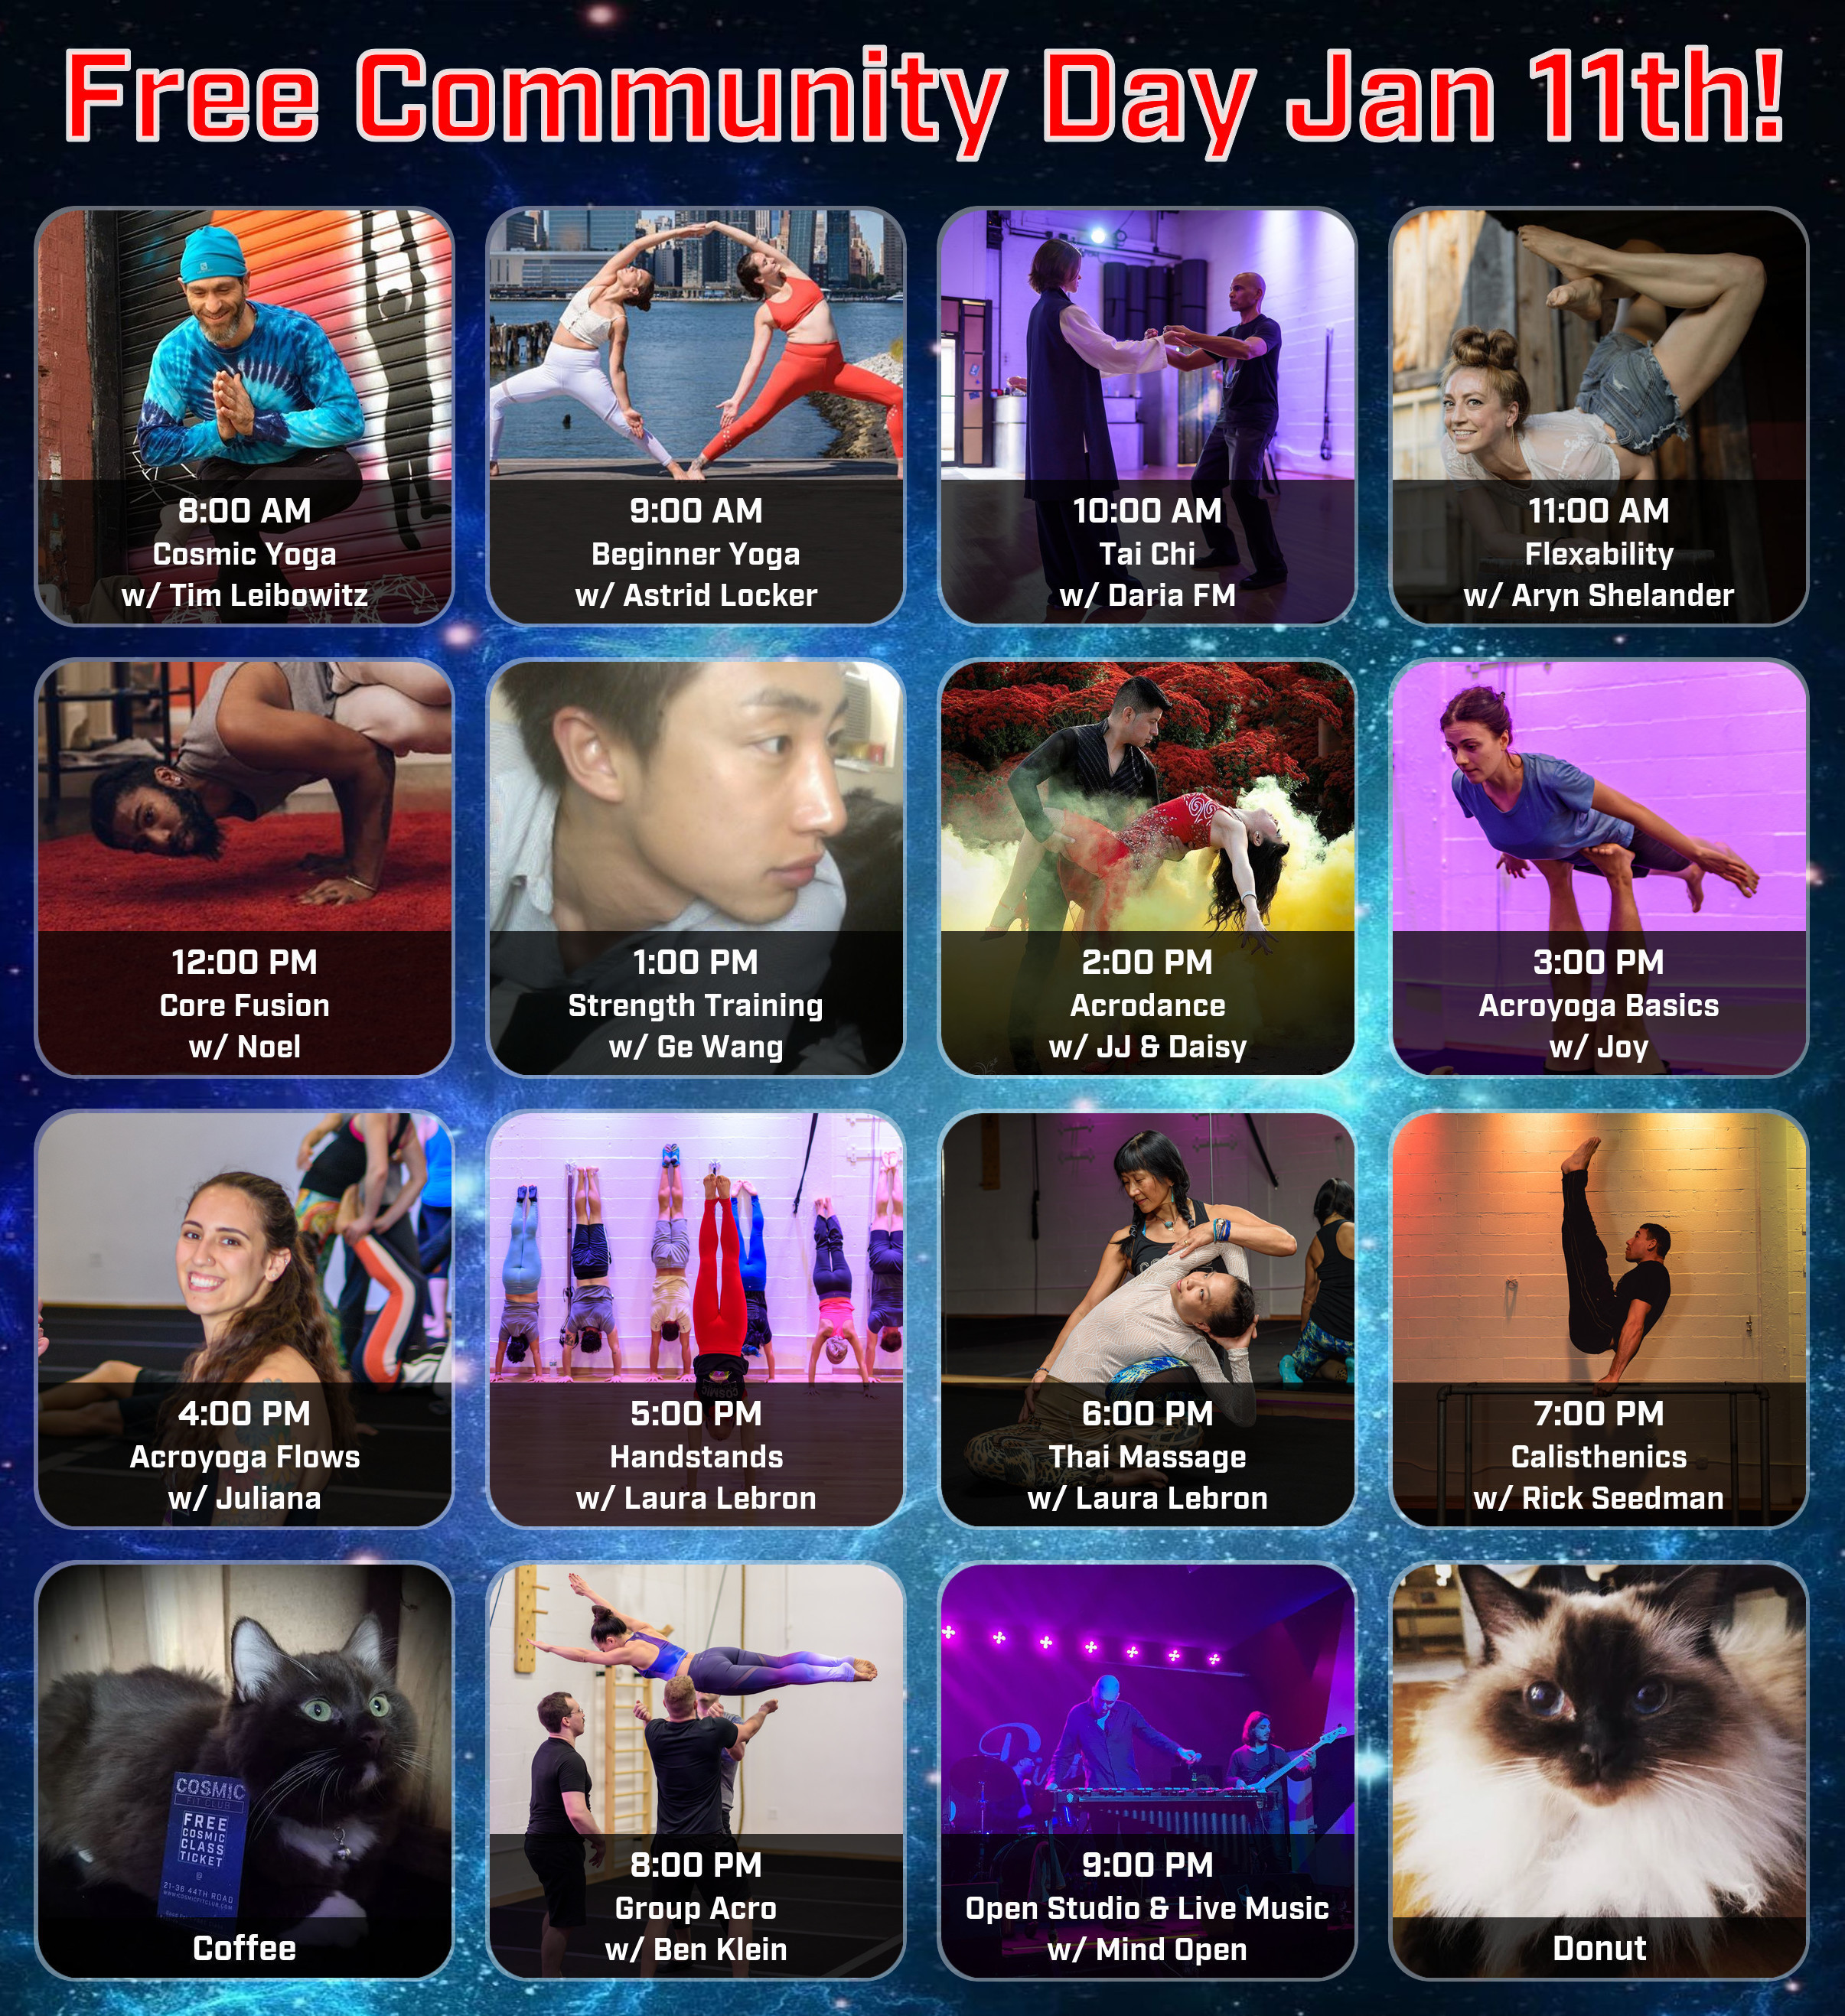 Free Community Day Jan 11th!
8:00 AM
Cosmic Yoga
w/ Tim Leibowitz
9:00 AM
Beginner Yoga
w/ Astrid Locker
10:00 AM
Tai Chi
w/ Daria FM
11:00 AM
Flexability
w/ Aryn Shelander
12:00 PM
Core Fusion
w/ Noel
1:00 PM
Strength Training
w/ Ge Wang
2:00 PM
Acrodance
w/ JJ & Daisy
3:00 PM
Acroyoga Basics
w/ Joy
4:00 PM
Acroyoga Flows
w/ Juliana
5:00 PM
Handstands
w/ Laura Lebron
6:00 PM
Thai Massage
w/ Laura Lebron
7:00 PM
Calisthenics
w/ Rick Seedman
COSMIC
FIT CLUB
FREE
COSMIC
CLASS
TICKET
@
21-36 44TH ROAD
WWW.COSMICFITCLUB.COM
Coffee
8:00 PM
Group Acro
w/ Ben Klein
9:00 PM
Open Studio & Live Music
w/ Mind Open
Donut